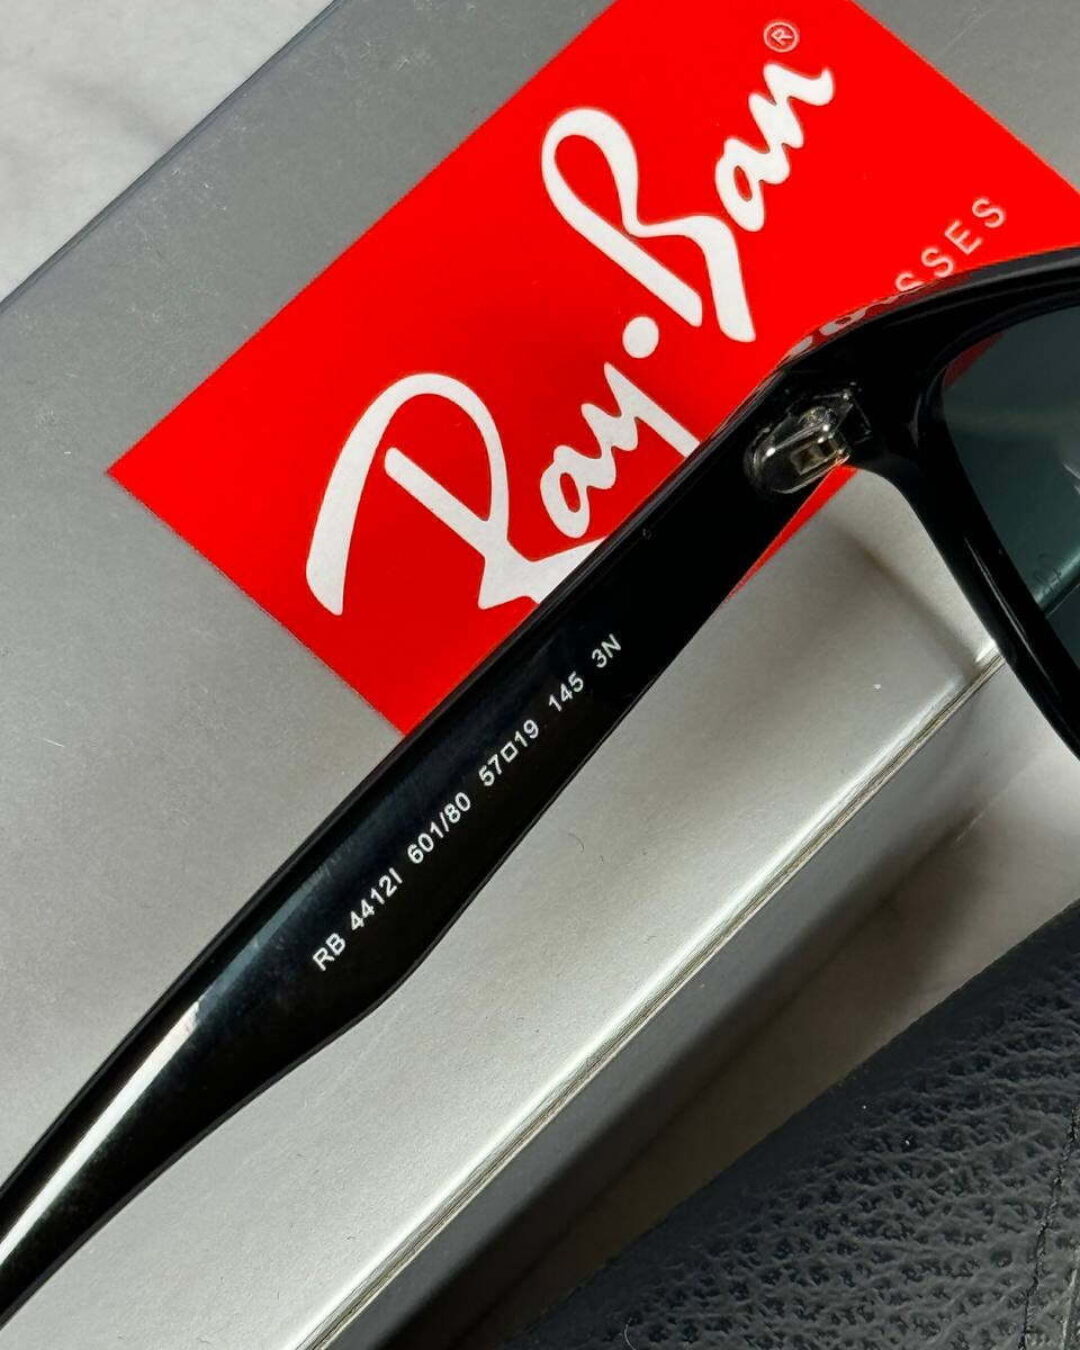 Ray·Ban®
SSES
RB 4412I 601/80 57□19 145 3N